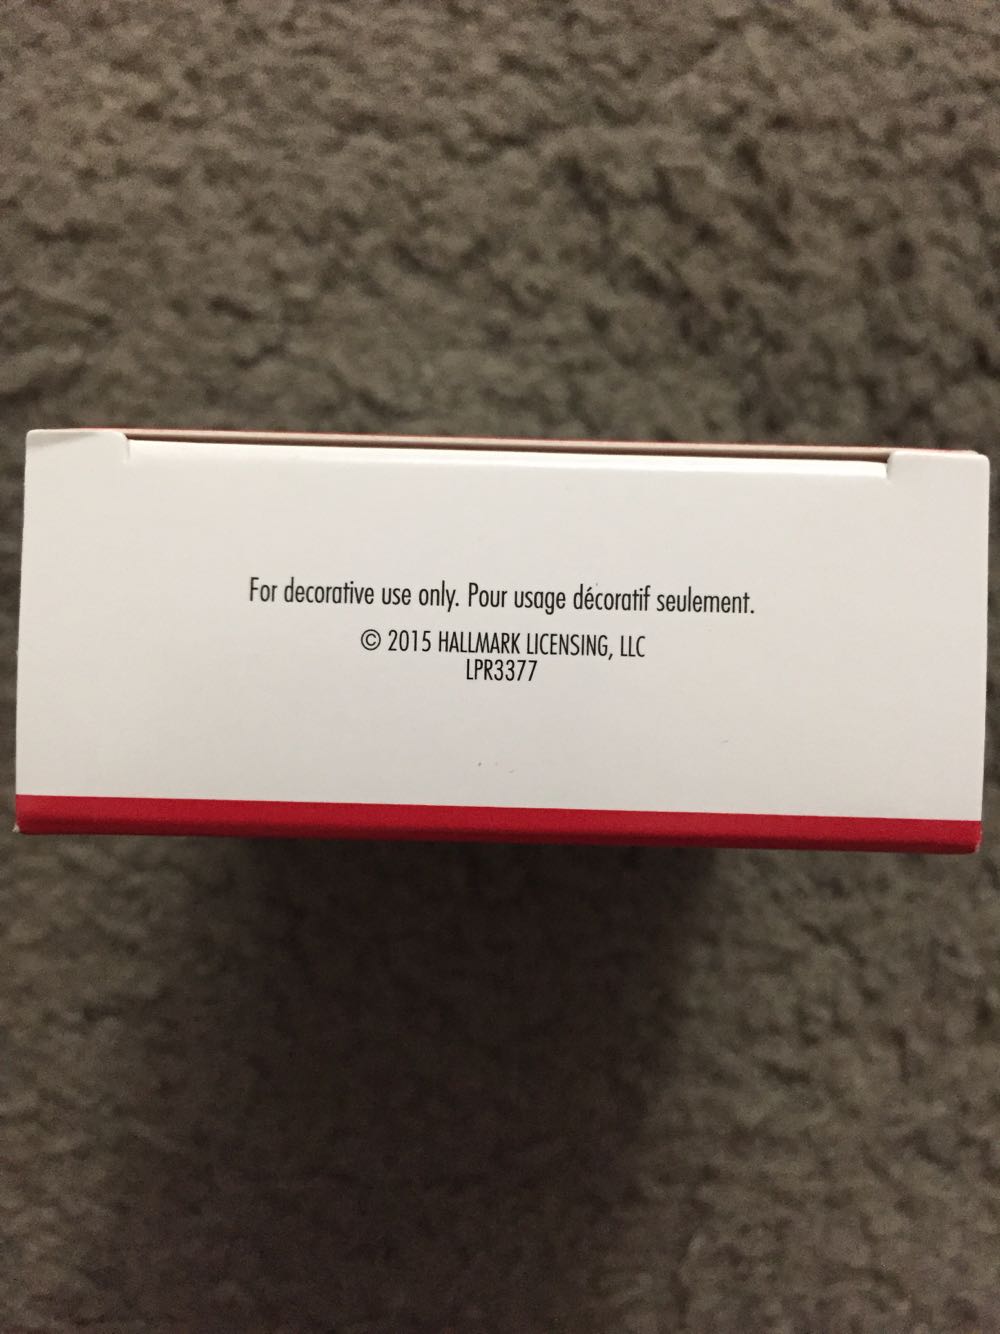 For decorative use only. Pour usage décoratif seulement.
© 2015 HALLMARK LICENSING, LLC
LPR3377